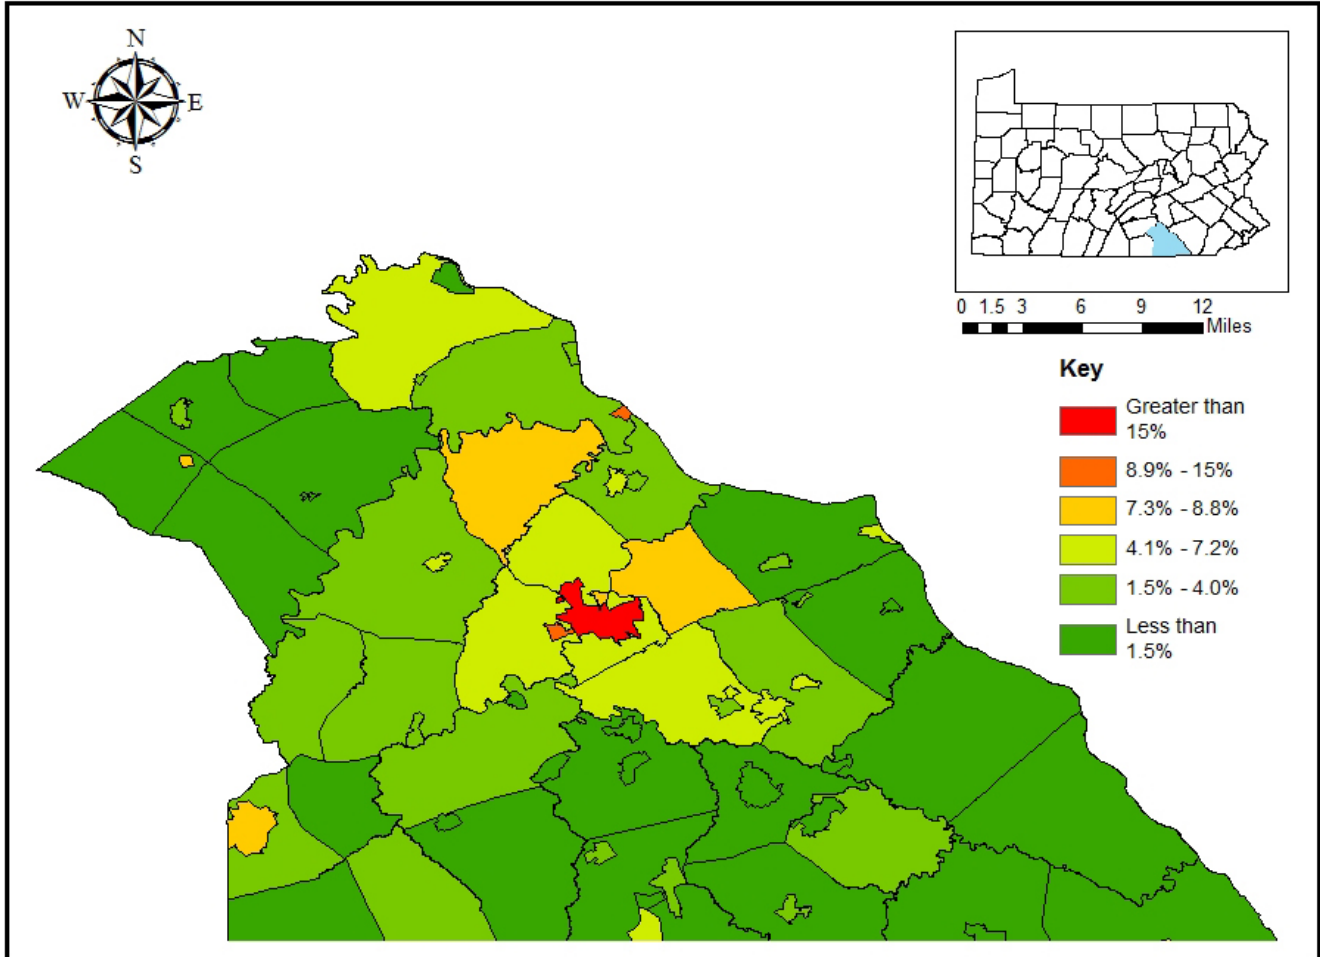 N
W E
S
0 1.5 3 6 9 12
Miles
Key
Greater than
15%
8.9% - 15%
7.3% - 8.8%
4.1% - 7.2%
1.5% - 4.0%
Less than
1.5%